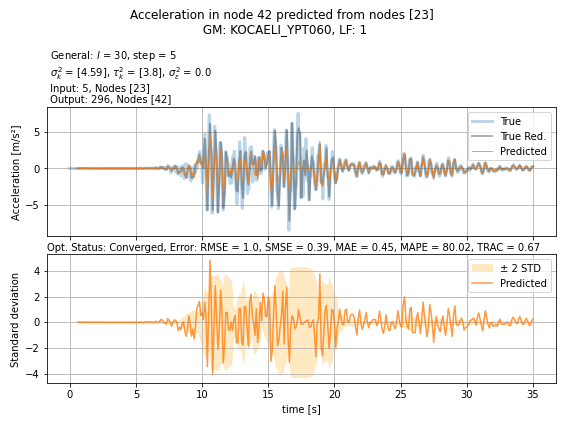 Acceleration in node 42 predicted from nodes [23]
GM: KOCAELI_YPT060, LF: 1
General: l = 30, step = 5
σ²ₖ = [4.59], τ²ₖ = [3.8], σ²ε = 0.0
Input: 5, Nodes [23]
Output: 296, Nodes [42]
Acceleration [m/s²]
5
0
−5
True
True Red.
Predicted
Opt. Status: Converged, Error: RMSE = 1.0, SMSE = 0.39, MAE = 0.45, MAPE = 80.02, TRAC = 0.67
Standard deviation
4
2
0
−2
−4
± 2 STD
Predicted
0 5 10 15 20 25 30 35
time [s]